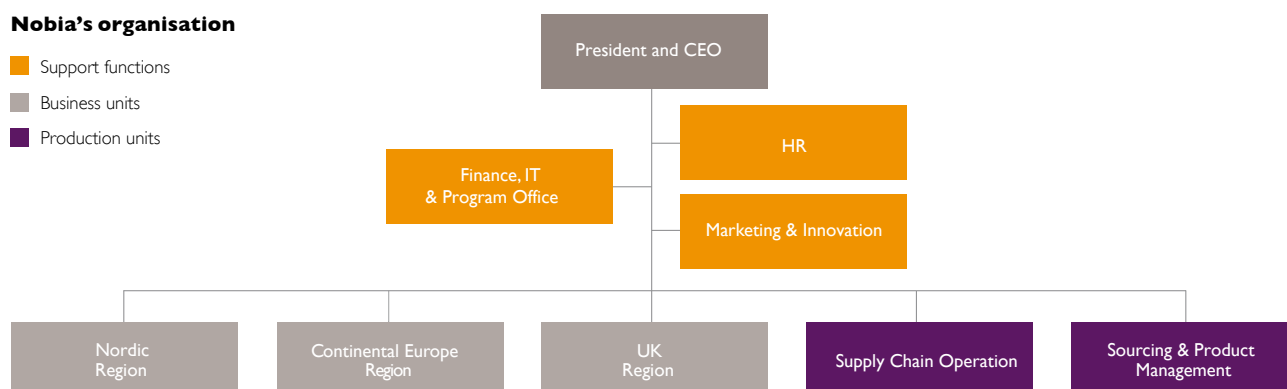 Nobia’s organisation
Support functions
Business units
Production units
President and CEO
HR
Finance, IT
& Program Office
Marketing & Innovation
Nordic
Region
Continental Europe
Region
UK
Region
Supply Chain Operation
Sourcing & Product
Management